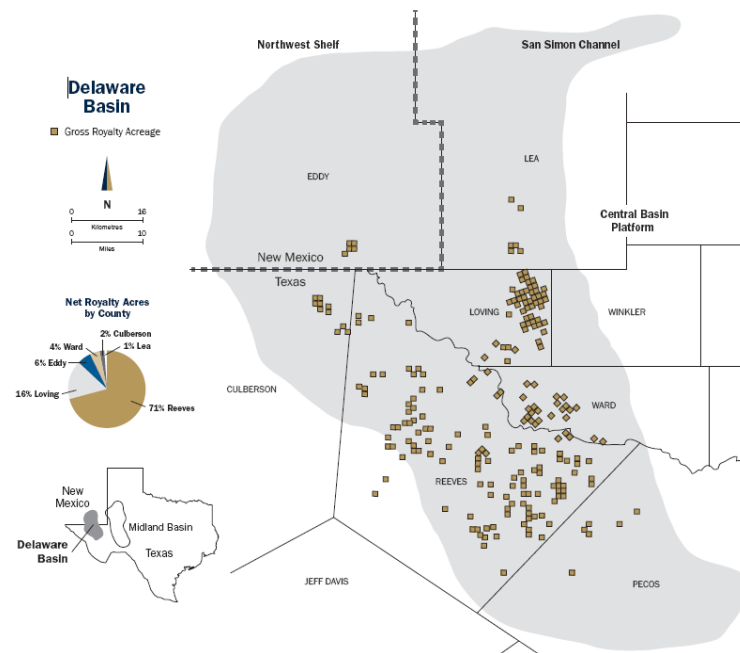 Northwest Shelf
San Simon Channel
Delaware
Basin
Gross Royalty Acreage
N
0 16
Kilometres
0 10
Miles
EDDY
LEA
Central Basin
Platform
New Mexico
Texas
LOVING
WINKLER
Net Royalty Acres
by County
2% Culberson
4% Ward
1% Lea
6% Eddy
16% Loving
71% Reeves
CULBERSON
WARD
REEVES
New
Mexico
Midland Basin
Delaware
Basin
Texas
JEFF DAVIS
PECOS